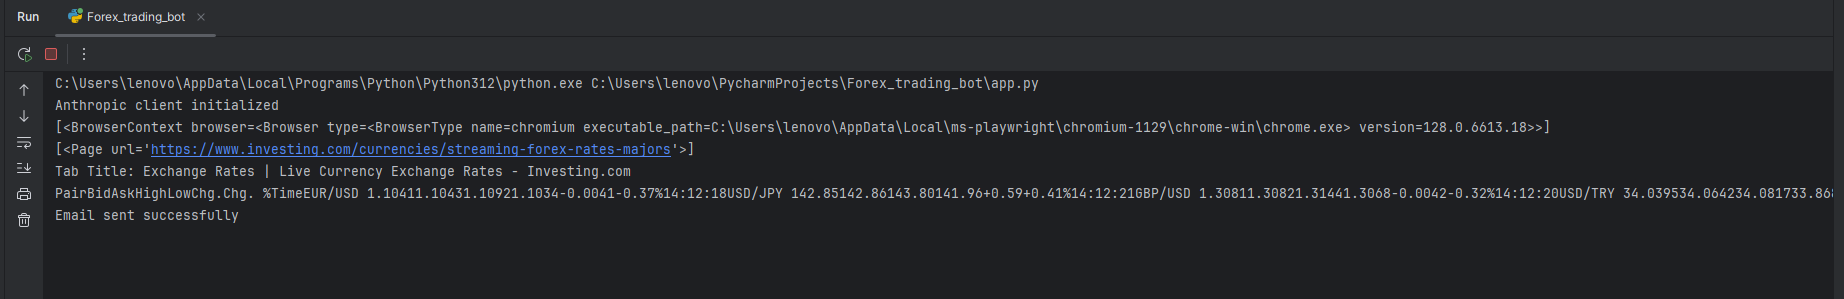 Run Forex_trading_bot
C:\Users\lenovo\AppData\Local\Programs\Python\Python312\python.exe C:\Users\lenovo\PycharmProjects\Forex_trading_bot\app.py
Anthropic client initialized
[<BrowserContext browser=<Browser type=<BrowserType name=chromium executable_path=C:\Users\lenovo\AppData\Local\ms-playwright\chromium-1129\chrome-win\chrome.exe> version=128.0.6613.18>>]
[<Page url='https://www.investing.com/currencies/streaming-forex-rates-majors'>]
Tab Title: Exchange Rates | Live Currency Exchange Rates - Investing.com
PairBidAskHighLowChg.Chg. %TimeEUR/USD 1.10411.10431.10921.1034-0.0041-0.37%14:12:18USD/JPY 142.85142.86143.80141.96+0.59+0.41%14:12:21GBP/USD 1.30811.30821.31441.3068-0.0042-0.32%14:12:20USD/TRY 34.039534.064234.081733.86
Email sent successfully